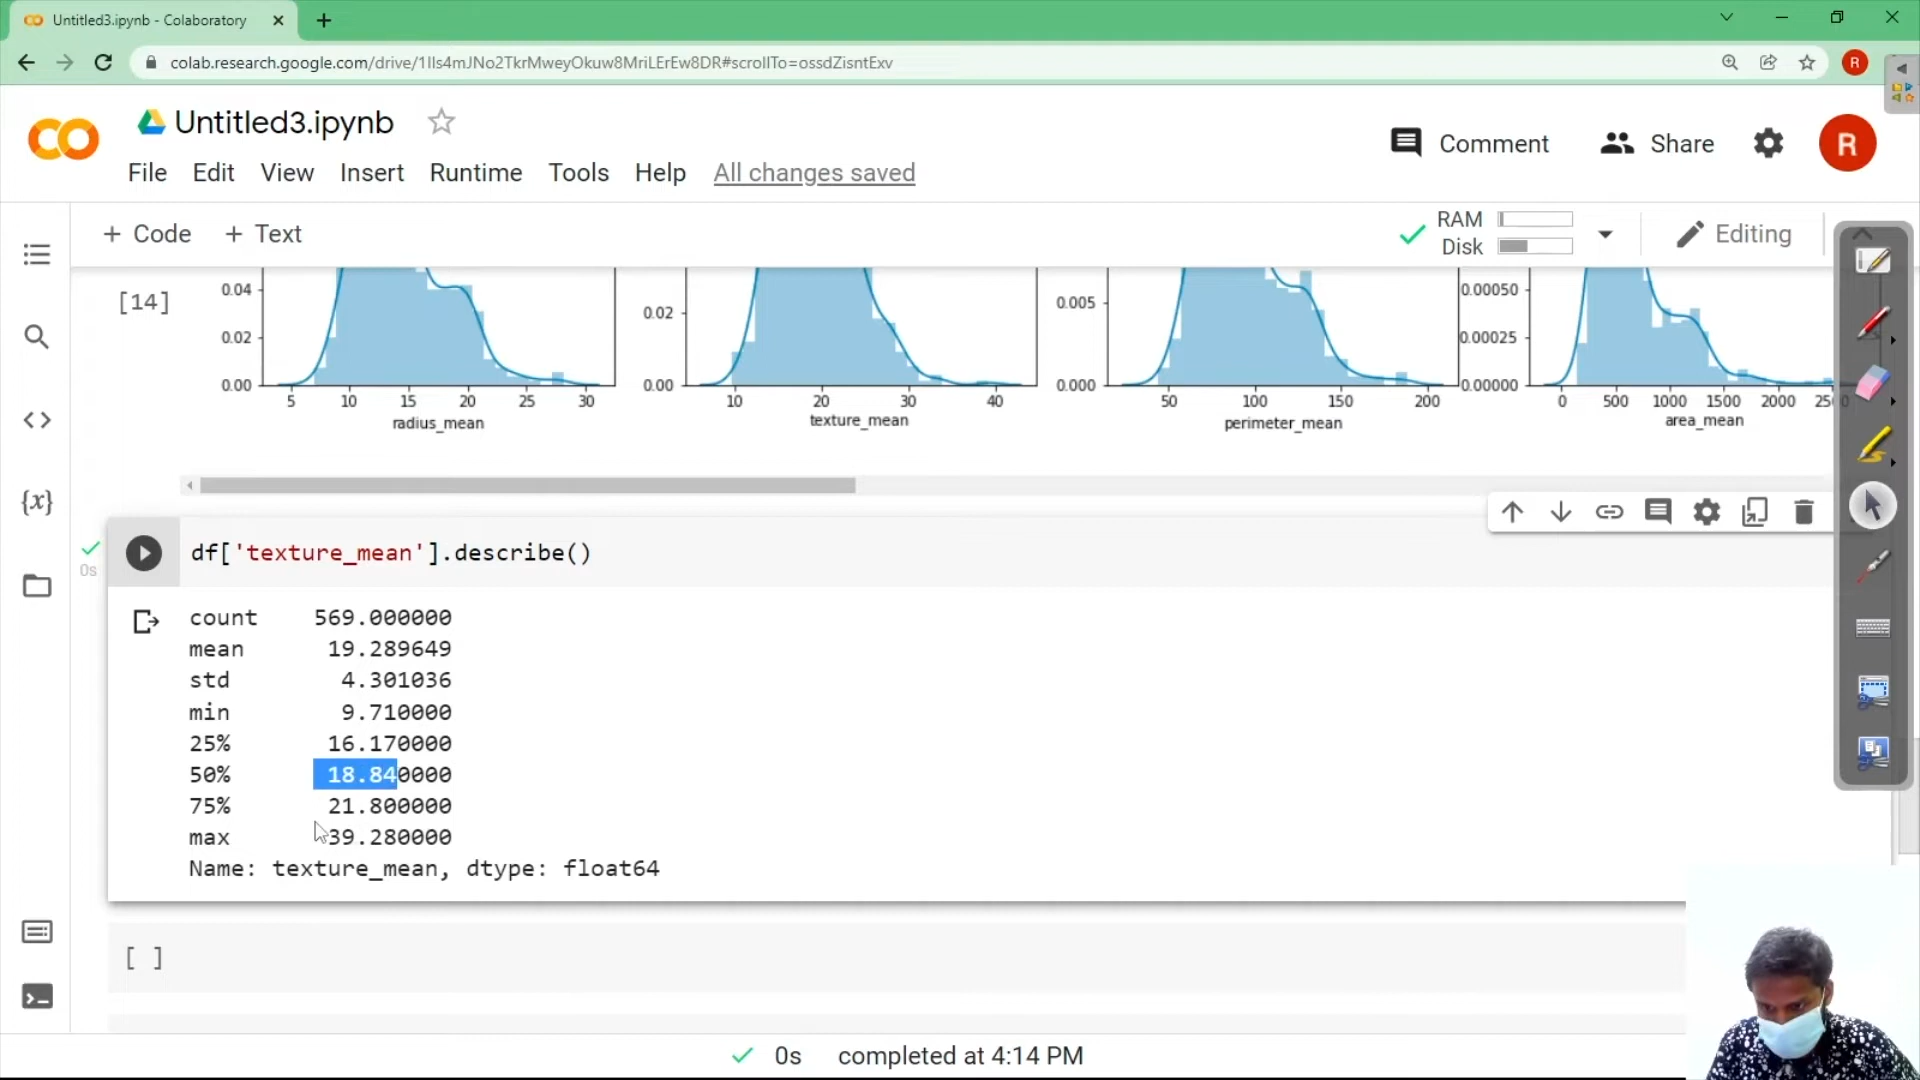 Untitled3.ipynb - Colaboratory
colab.research.google.com/drive/1Ils4mJNo2TkrMweyOkuw8MriLErEw8DR#scrollTo=ossdZisntExv
R
Untitled3.ipynb
Comment Share R
File Edit View Insert Runtime Tools Help All changes saved
+ Code + Text
RAM
Disk
Editing
[14]
0.04 0.02 0.005 0.00050
0.02 0.00025
0.00 0.00 0.000 0.00000
5 10 15 20 25 30 10 20 30 40 50 100 150 200 0 500 1000 1500 2000
radius_mean texture_mean perimeter_mean area_mean
{x}
0s
df['texture_mean'].describe()
count 569.000000
mean 19.289649
std 4.301036
min 9.710000
25% 16.170000
50% 18.840000
75% 21.800000
max 39.280000
Name: texture_mean, dtype: float64
[ ]
0s completed at 4:14 PM